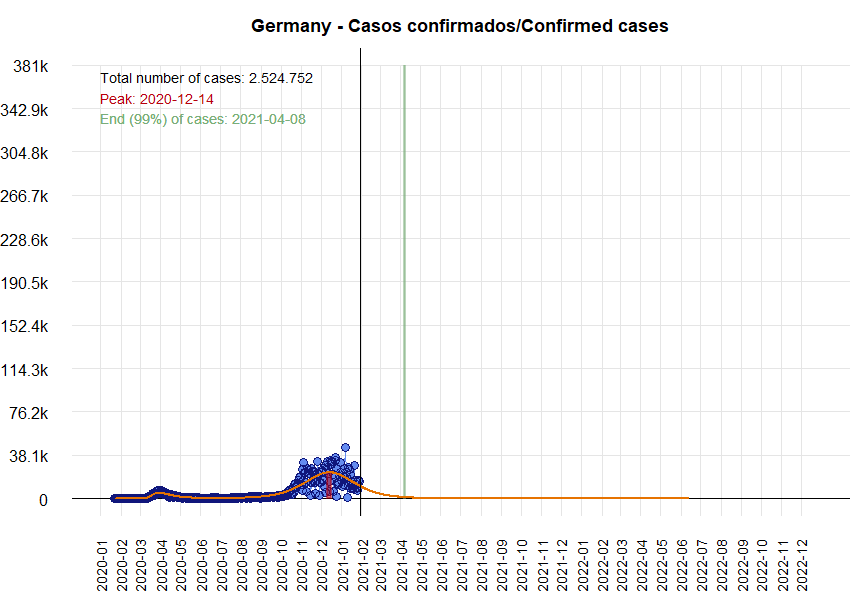 Germany - Casos confirmados/Confirmed cases
381k
Total number of cases: 2.524.752
Peak: 2020-12-14
342.9k
End (99%) of cases: 2021-04-08
304.8k
266.7k
228.6k
190.5k
152.4k
114.3k
76.2k
38.1k
0
2020-01
2020-02
2020-03
2020-04
2020-05
2020-06
2020-07
2020-08
2020-09
2020-10
2020-11
2020-12
2021-01
2021-02
2021-03
2021-04
2021-05
2021-06
2021-07
2021-08
2021-09
2021-10
2021-11
2021-12
2022-01
2022-02
2022-03
2022-04
2022-05
2022-06
2022-07
2022-08
2022-09
2022-10
2022-11
2022-12